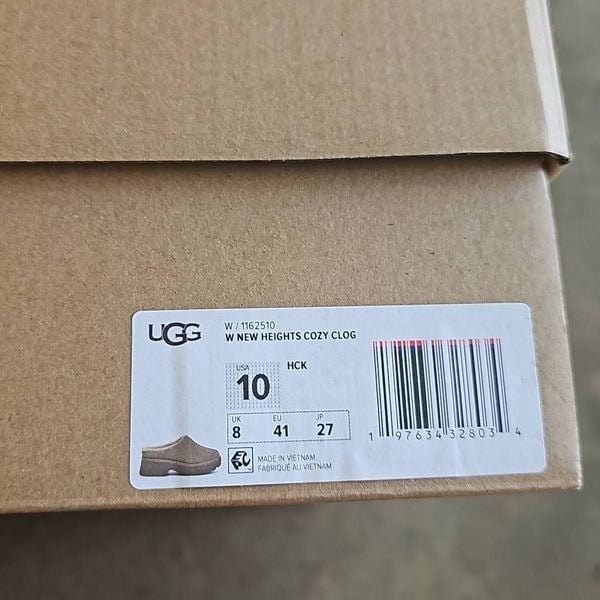 UGG
W / 1162510
W NEW HEIGHTS COZY CLOG
USA
10
HCK
UK EU JP
8 41 27
MADE IN VIETNAM
FABRIQUÉ AU VIETNAM
1 97634 32803 4